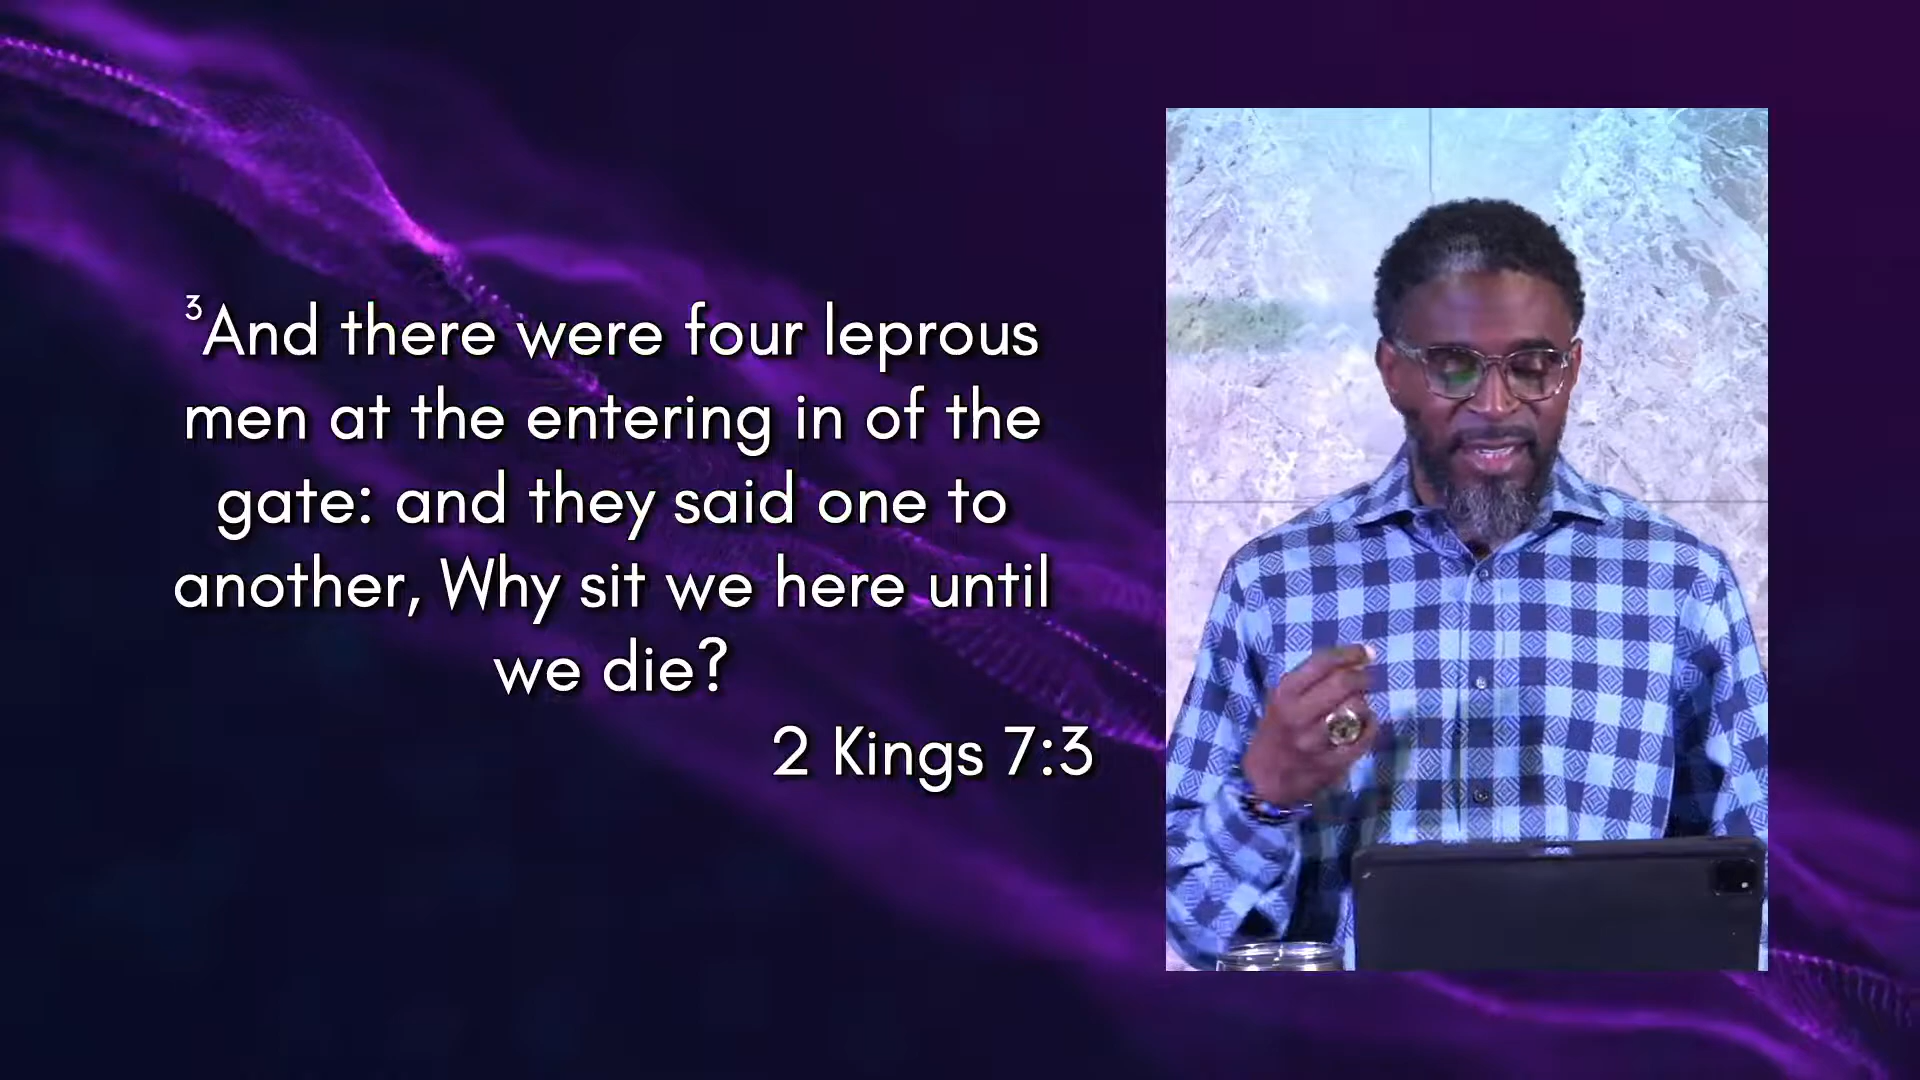 ³And there were four leprous
men at the entering in of the
gate: and they said one to
another, Why sit we here until
we die?
2 Kings 7:3